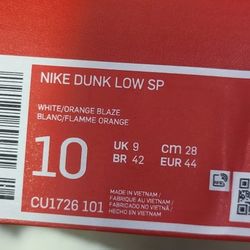 NIKE DUNK LOW SP
WHITE/ORANGE BLAZE
BLANC/FLAMME ORANGE
10
UK 9 cm 28
BR 42 EUR 44
MADE IN VIETNAM /
FABRIQUE AU VIETNAM /
FABRICADO NO VIETNÃ /
HECHO EN VIETNAM
CU1726 101